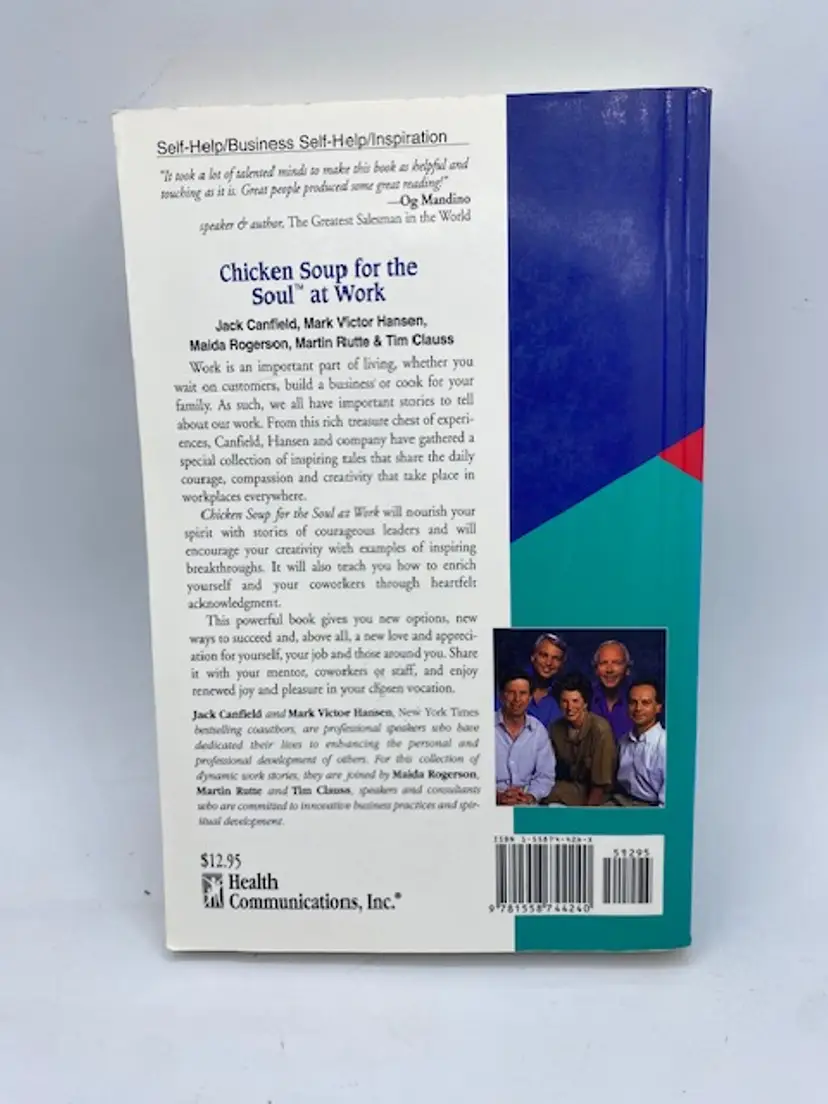 Self-Help/Business Self-Help/Inspiration
"It took a lot of talented minds to make this book as helpful and
touching as it is. Great people produced some great reading!"
—Og Mandino
speaker & author, The Greatest Salesman in the World
Chicken Soup for the
Soul™ at Work
Jack Canfield, Mark Victor Hansen,
Maida Rogerson, Martin Rutte & Tim Clauss
Work is an important part of living, whether you
wait on customers, build a business or cook for your
family. As such, we all have important stories to tell
about our work. From this rich treasure chest of experi-
ences, Canfield, Hansen and company have gathered a
special collection of inspiring tales that share the daily
courage, compassion and creativity that take place in
workplaces everywhere.
Chicken Soup for the Soul at Work will nourish your
spirit with stories of courageous leaders and will
encourage your creativity with examples of inspiring
breakthroughs. It will also teach you how to enrich
yourself and your coworkers through heartfelt
acknowledgment.
This powerful book gives you new options, new
ways to succeed and, above all, a new love and appreci-
ation for yourself, your job and those around you. Share
it with your mentor, coworkers or staff, and enjoy
renewed joy and pleasure in your chosen vocation.
Jack Canfield and Mark Victor Hansen, New York Times
bestselling coauthors, are professional speakers who have
dedicated their lives to enhancing the personal and
professional development of others. For this collection of
dynamic work stories, they are joined by Maida Rogerson,
Martin Rutte and Tim Clauss, speakers and consultants
who are committed to innovative business practices and spir-
itual development.
$12.95
Health
Communications, Inc.®
ISBN 1-55874-424-X
51295
9 781558 744240